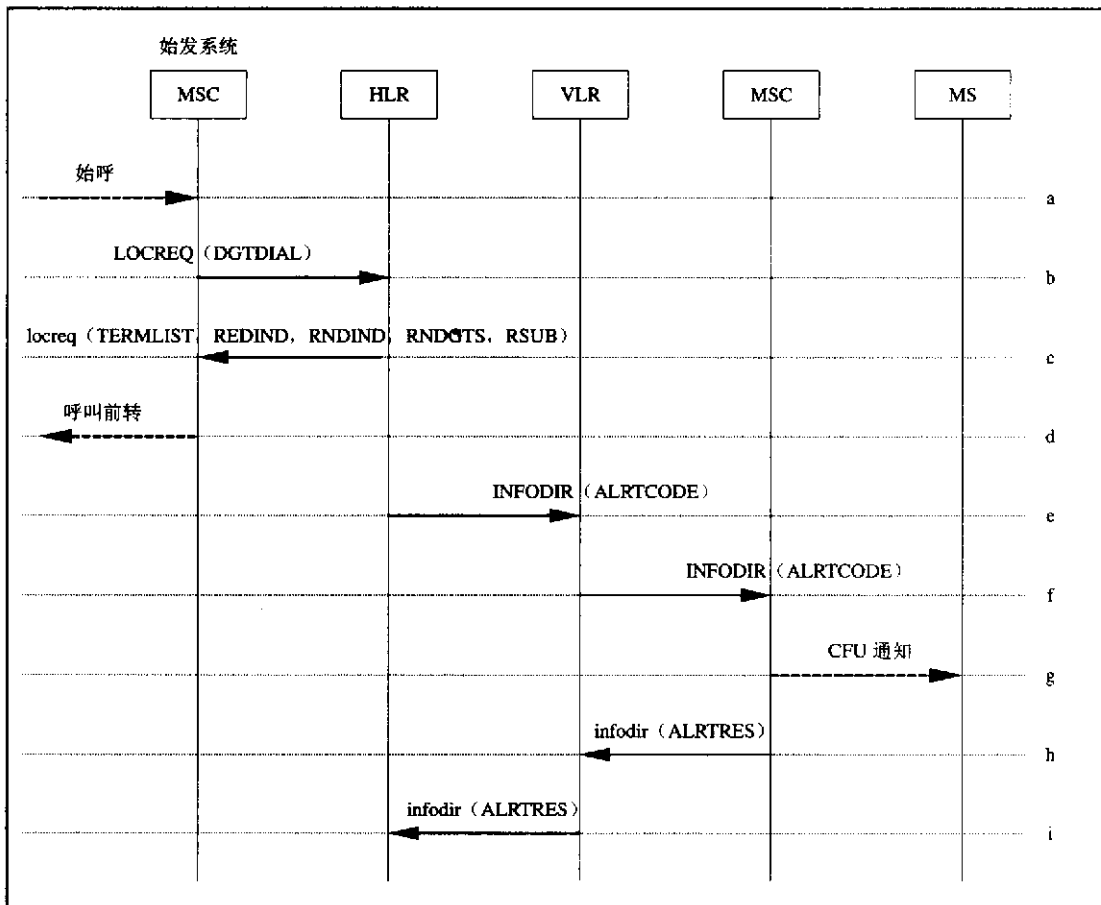 始发系统
MSC HLR VLR MSC MS
始呼
a
LOCREQ（DGTDIAL）
b
locreq（TERMLIST，REDIND，RNDIND，RNDGTS，RSUB）
c
呼叫前转
d
INFODIR（ALRTCODE）
e
INFODIR（ALRTCODE）
f
CFU 通知
g
infodir（ALRTRES）
h
infodir（ALRTRES）
i